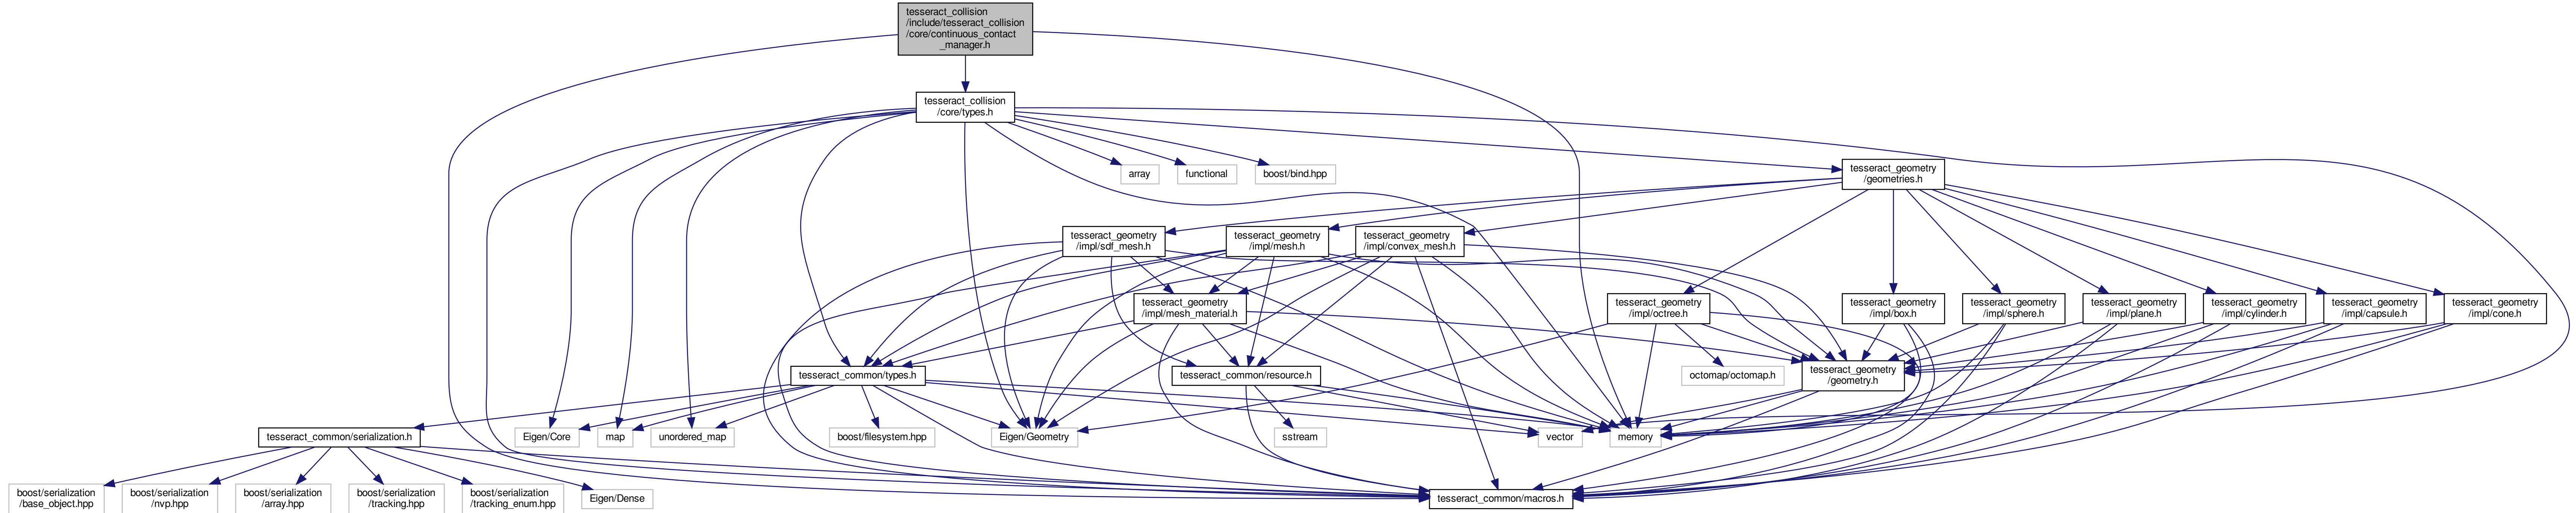 tesseract_collision
/include/tesseract_collision
/core/continuous_contact
_manager.h
tesseract_collision
/core/types.h
array
functional
boost/bind.hpp
tesseract_geometry
/geometries.h
tesseract_geometry
/impl/sdf_mesh.h
tesseract_geometry
/impl/mesh.h
tesseract_geometry
/impl/convex_mesh.h
tesseract_geometry
/impl/mesh_material.h
tesseract_geometry
/impl/octree.h
tesseract_geometry
/impl/box.h
tesseract_geometry
/impl/sphere.h
tesseract_geometry
/impl/plane.h
tesseract_geometry
/impl/cylinder.h
tesseract_geometry
/impl/capsule.h
tesseract_geometry
/impl/cone.h
tesseract_common/types.h
tesseract_common/resource.h
octomap/octomap.h
tesseract_geometry
/geometry.h
tesseract_common/serialization.h
Eigen/Core
map
unordered_map
boost/filesystem.hpp
Eigen/Geometry
sstream
vector
memory
boost/serialization
/base_object.hpp
boost/serialization
/nvp.hpp
boost/serialization
/array.hpp
boost/serialization
/tracking.hpp
boost/serialization
/tracking_enum.hpp
Eigen/Dense
tesseract_common/macros.h